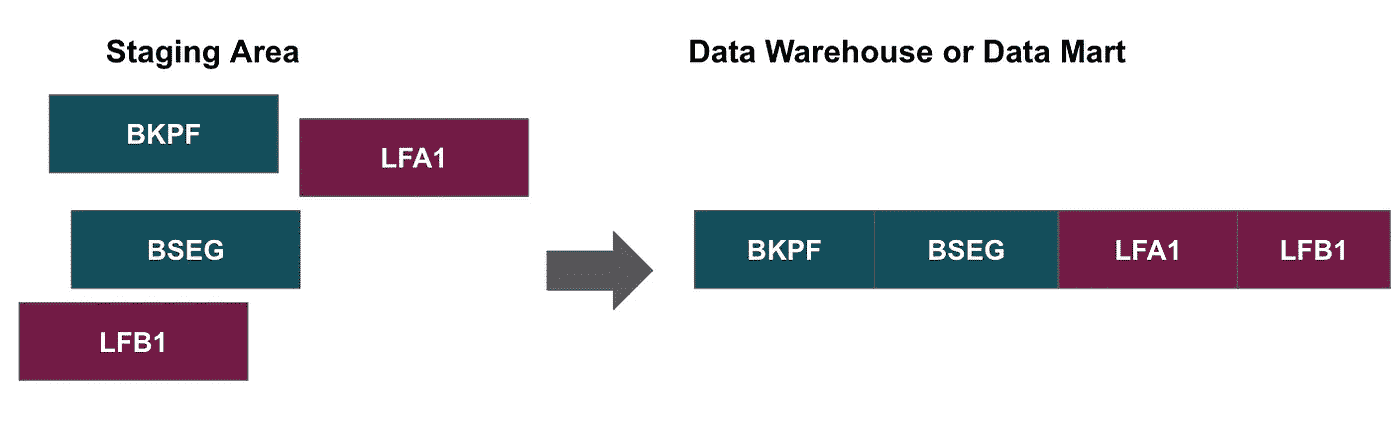 Staging Area
BKPF
LFA1
BSEG
LFB1
Data Warehouse or Data Mart
BKPF BSEG LFA1 LFB1